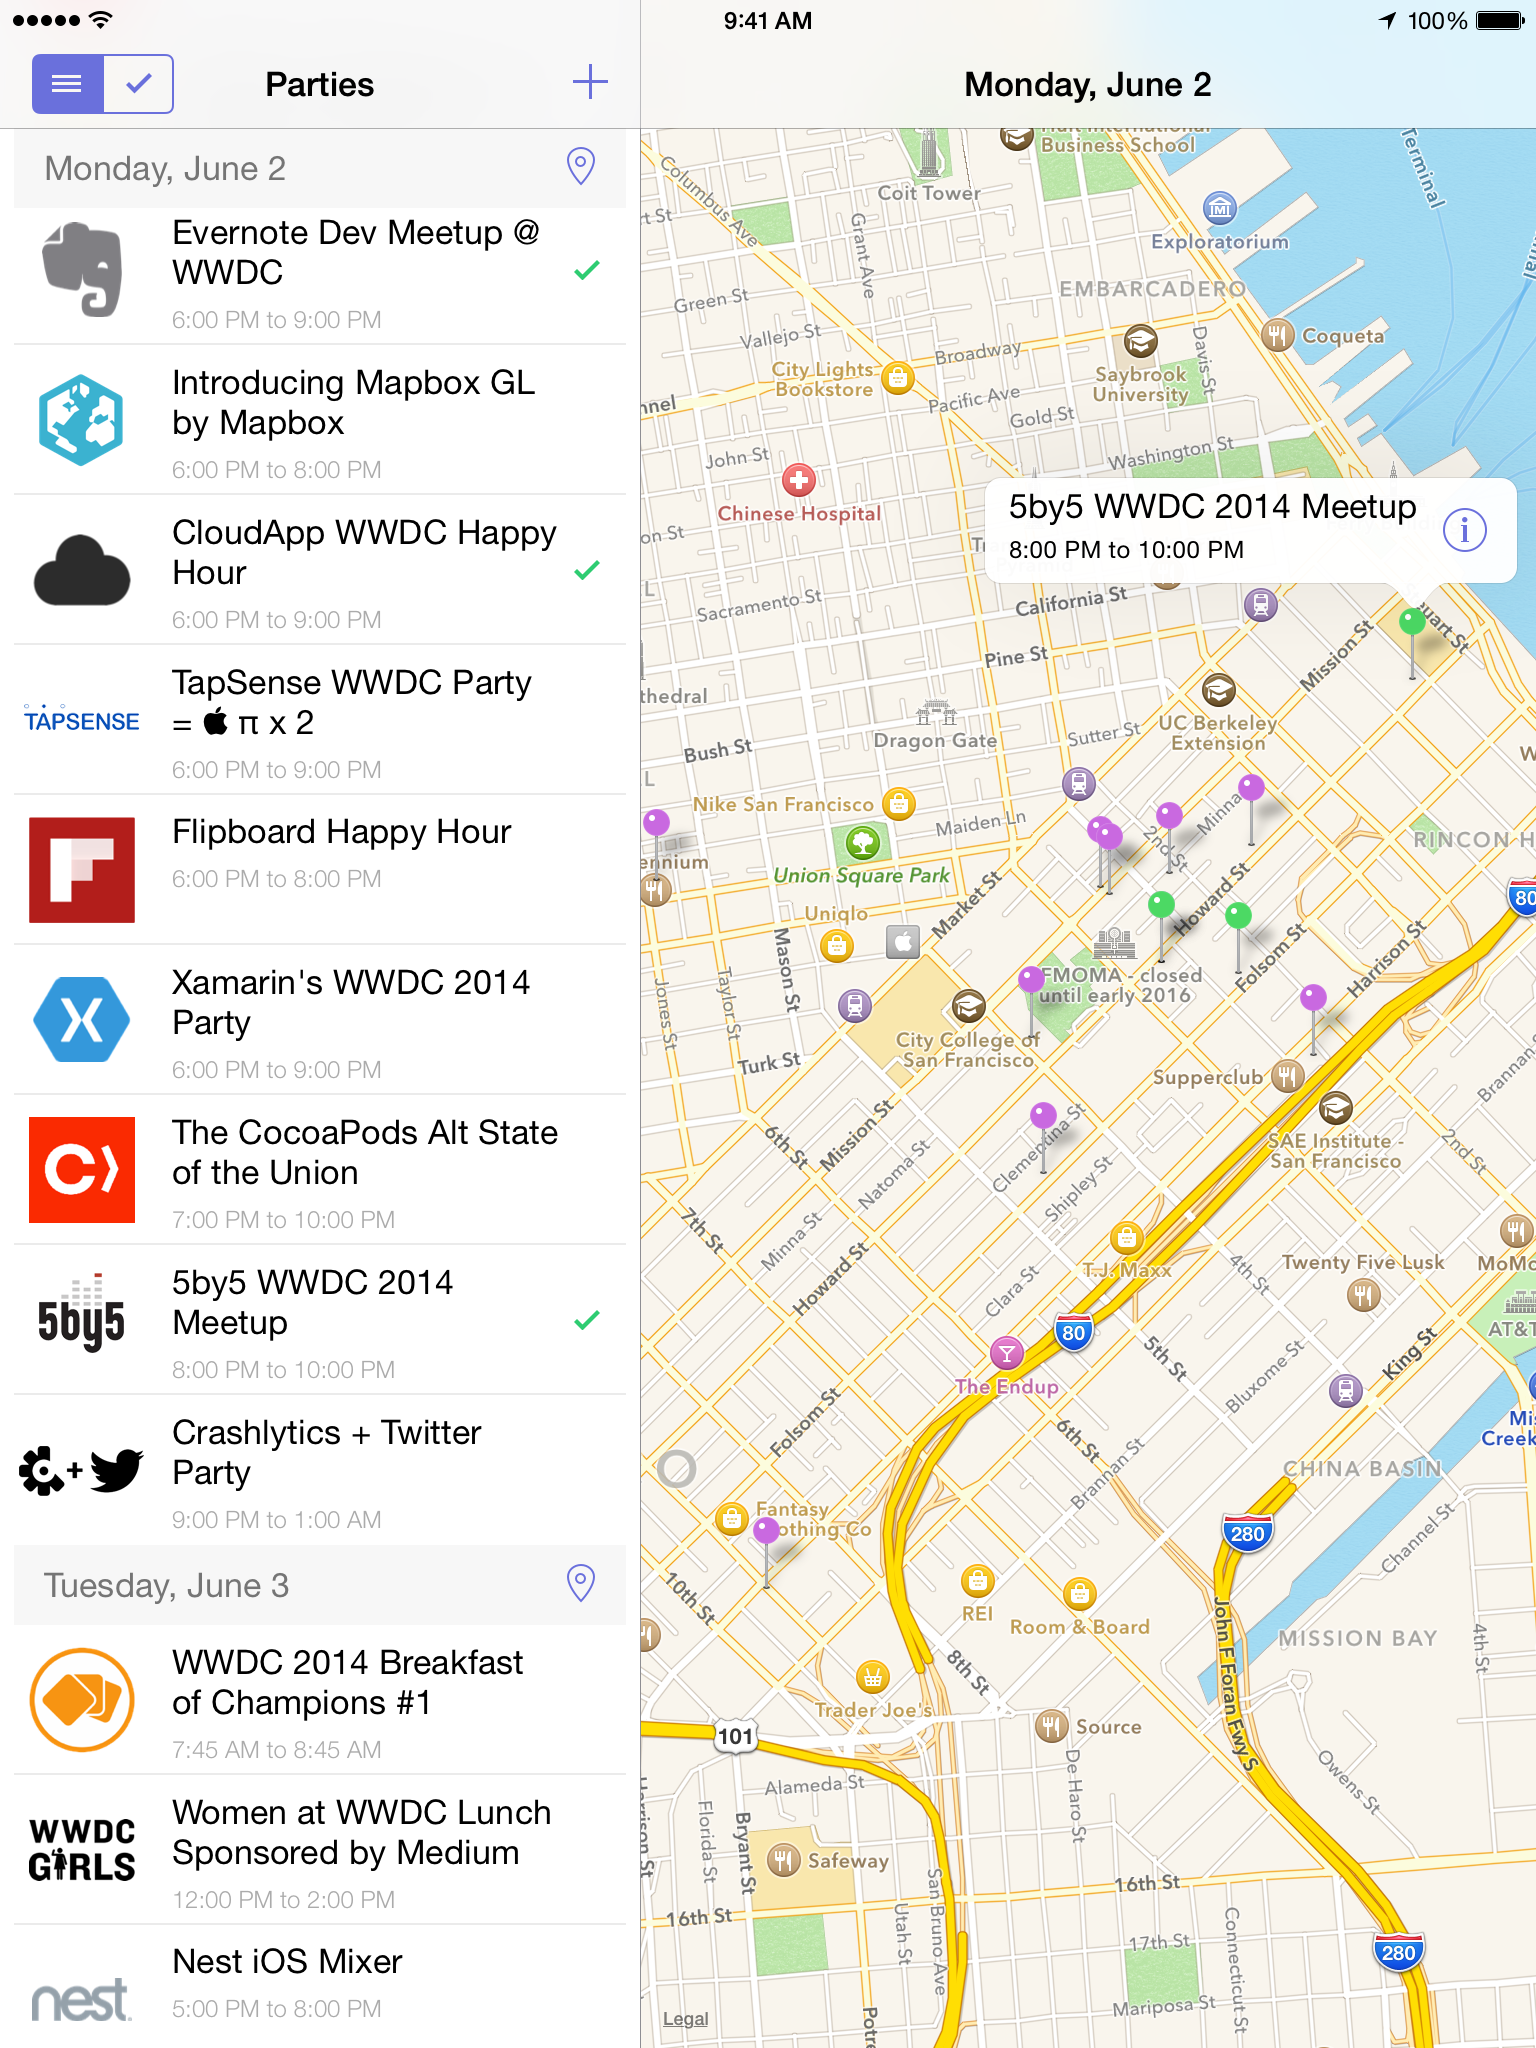 9:41 AM
100%
Parties
Monday, June 2
Monday, June 2
Evernote Dev Meetup @
WWDC
6:00 PM to 9:00 PM
Introducing Mapbox GL
by Mapbox
6:00 PM to 8:00 PM
CloudApp WWDC Happy
Hour
6:00 PM to 9:00 PM
TAPSENSE
TapSense WWDC Party
=  π x 2
6:00 PM to 9:00 PM
Flipboard Happy Hour
6:00 PM to 8:00 PM
Xamarin's WWDC 2014
Party
6:00 PM to 9:00 PM
The CocoaPods Alt State
of the Union
7:00 PM to 10:00 PM
5by5
5by5 WWDC 2014
Meetup
8:00 PM to 10:00 PM
Crashlytics + Twitter
Party
9:00 PM to 1:00 AM
Tuesday, June 3
WWDC 2014 Breakfast
of Champions #1
7:45 AM to 8:45 AM
WWDC
GIRLS
Women at WWDC Lunch
Sponsored by Medium
12:00 PM to 2:00 PM
nest
Nest iOS Mixer
5:00 PM to 8:00 PM
Business School
Terminal
Columbus Ave
Coit Tower
Exploratorium
Grant Ave
Green St
EMBARCADERO
Vallejo St
Broadway
Davis St
Coqueta
City Lights
Bookstore
Saybrook
University
Pacific Ave
Gold St
John St
Washington St
Chinese Hospital
5by5 WWDC 2014 Meetup
8:00 PM to 10:00 PM
Sacramento St
California St
Pine St
Mission St
Dragon Gate
UC Berkeley
Extension
Sutter St
Bush St
Nike San Francisco
Maiden Ln
Minna
2nd St
RINCON H
Union Square Park
Uniqlo
Market St
Howard St
Mason St
Taylor St
Jones St
FMOMA - closed
until early 2016
Folsom St
Harrison St
80
City College of
San Francisco
Turk St
Supperclub
Brannan
SAE Institute -
San Francisco
2nd St
6th St
Mission St
Natoma St
Clementina St
Shipley St
7th St
Minna St
Howard St
Clara St
T.J. Maxx
4th St
Twenty Five Lusk
MoMo
AT&T
80
5th St
King St
The Endup
Bluxome St
Folsom St
6th St
Brannan St
Mis
Creek
CHINA BASIN
Channel St
Fantasy
othing Co
280
10th St
REI
Room & Board
John F Foran Fwy S
MISSION BAY
4th St
8th St
Trader Joe's
101
Source
De Haro St
Owens St
Alameda St
Florida St
Bryant St
Safeway
16th St
16th St
Utah St
San Bruno Ave
17th St
Connecticut St
280
Mariposa St
Legal
Potre